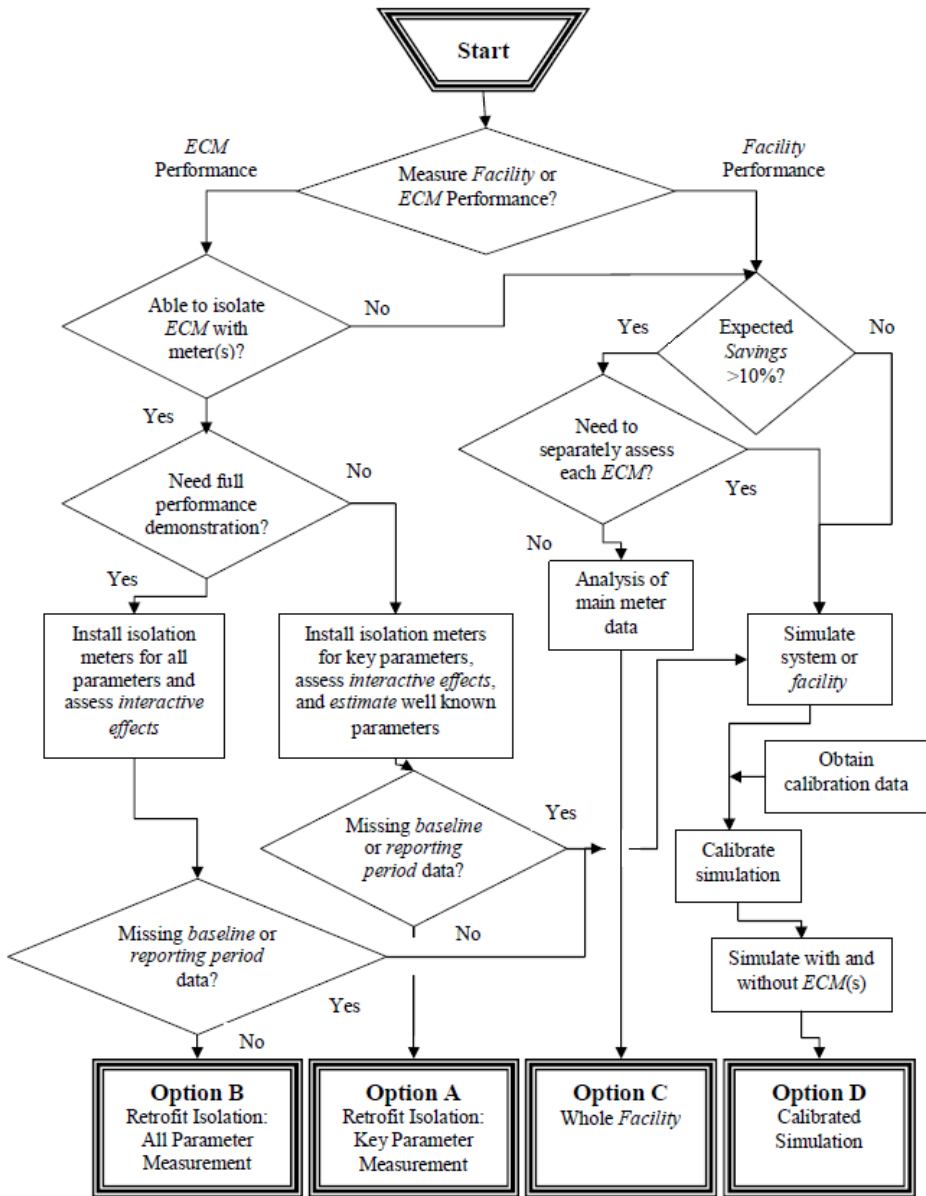 Start
ECM
Performance
Facility
Performance
Measure Facility or
ECM Performance?
Able to isolate
ECM with
meter(s)?
No
Yes
Expected
Savings
>10%?
No
Yes
Need to
separately assess
each ECM?
Yes
No
Need full
performance
demonstration?
No
Yes
Analysis of
main meter
data
Install isolation
meters for all
parameters and
assess interactive
effects
Install isolation meters
for key parameters,
assess interactive effects,
and estimate well known
parameters
Simulate
system or
facility
Obtain
calibration data
Missing baseline
or reporting
period data?
Yes
No
Calibrate
simulation
Missing baseline or
reporting period
data?
Yes
No
Simulate with and
without ECM(s)
Option B
Retrofit Isolation:
All Parameter
Measurement
Option A
Retrofit Isolation:
Key Parameter
Measurement
Option C
Whole Facility
Option D
Calibrated
Simulation